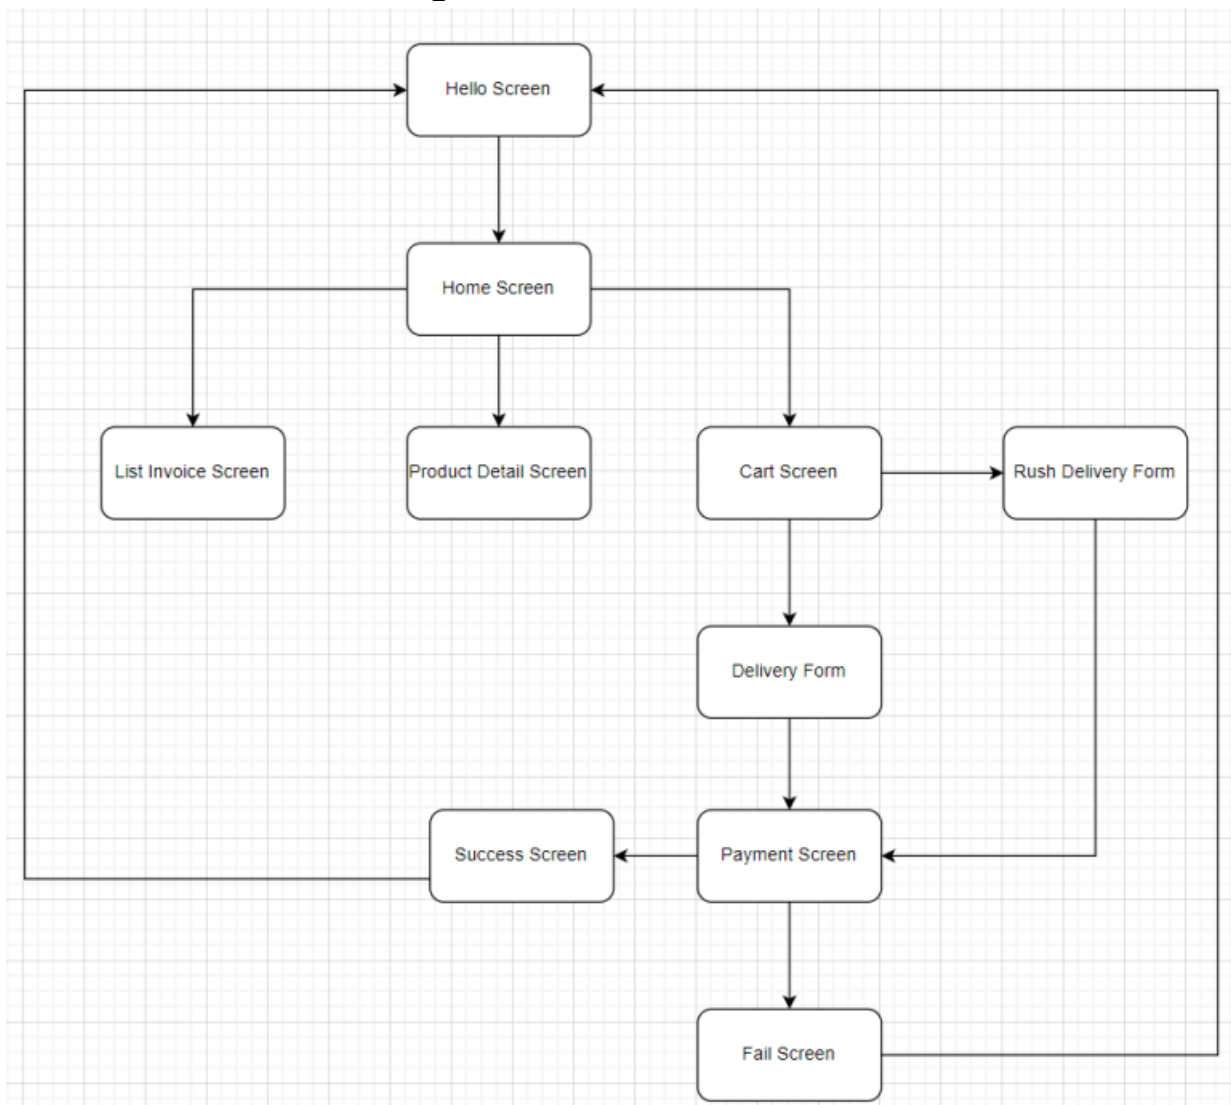 Hello Screen
Home Screen
List Invoice Screen
Product Detail Screen
Cart Screen
Rush Delivery Form
Delivery Form
Success Screen
Payment Screen
Fail Screen